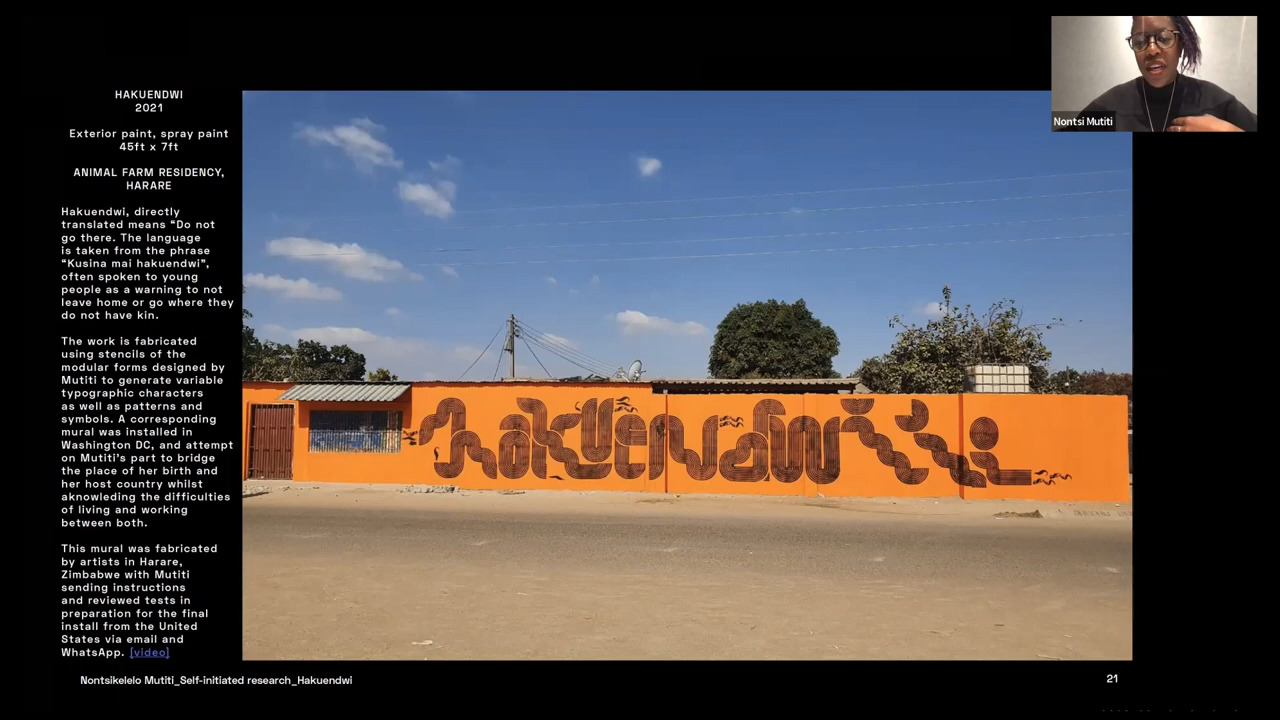 HAKUENDWI
2021
Exterior paint, spray paint
45ft x 7ft
ANIMAL FARM RESIDENCY,
HARARE
Hakuendwi, directly
translated means “Do not
go there. The language
is taken from the phrase
“Kusina mai hakuendwi”,
often spoken to young
people as a warning to not
leave home or go where they
do not have kin.
The work is fabricated
using stencils of the
modular forms designed by
Mutiti to generate variable
typographic characters
as well as patterns and
symbols. A corresponding
mural was installed in
Washington DC, and attempt
on Mutiti’s part to bridge
the place of her birth and
her host country whilst
aknowleding the difficulties
of living and working
between both.
This mural was fabricated
by artists in Harare,
Zimbabwe with Mutiti
sending instructions
and reviewed tests in
preparation for the final
install from the United
States via email and
WhatsApp. [video]
hakuendwi
Nontsi Mutiti
Nontsikelelo Mutiti_Self-initiated research_Hakuendwi
21